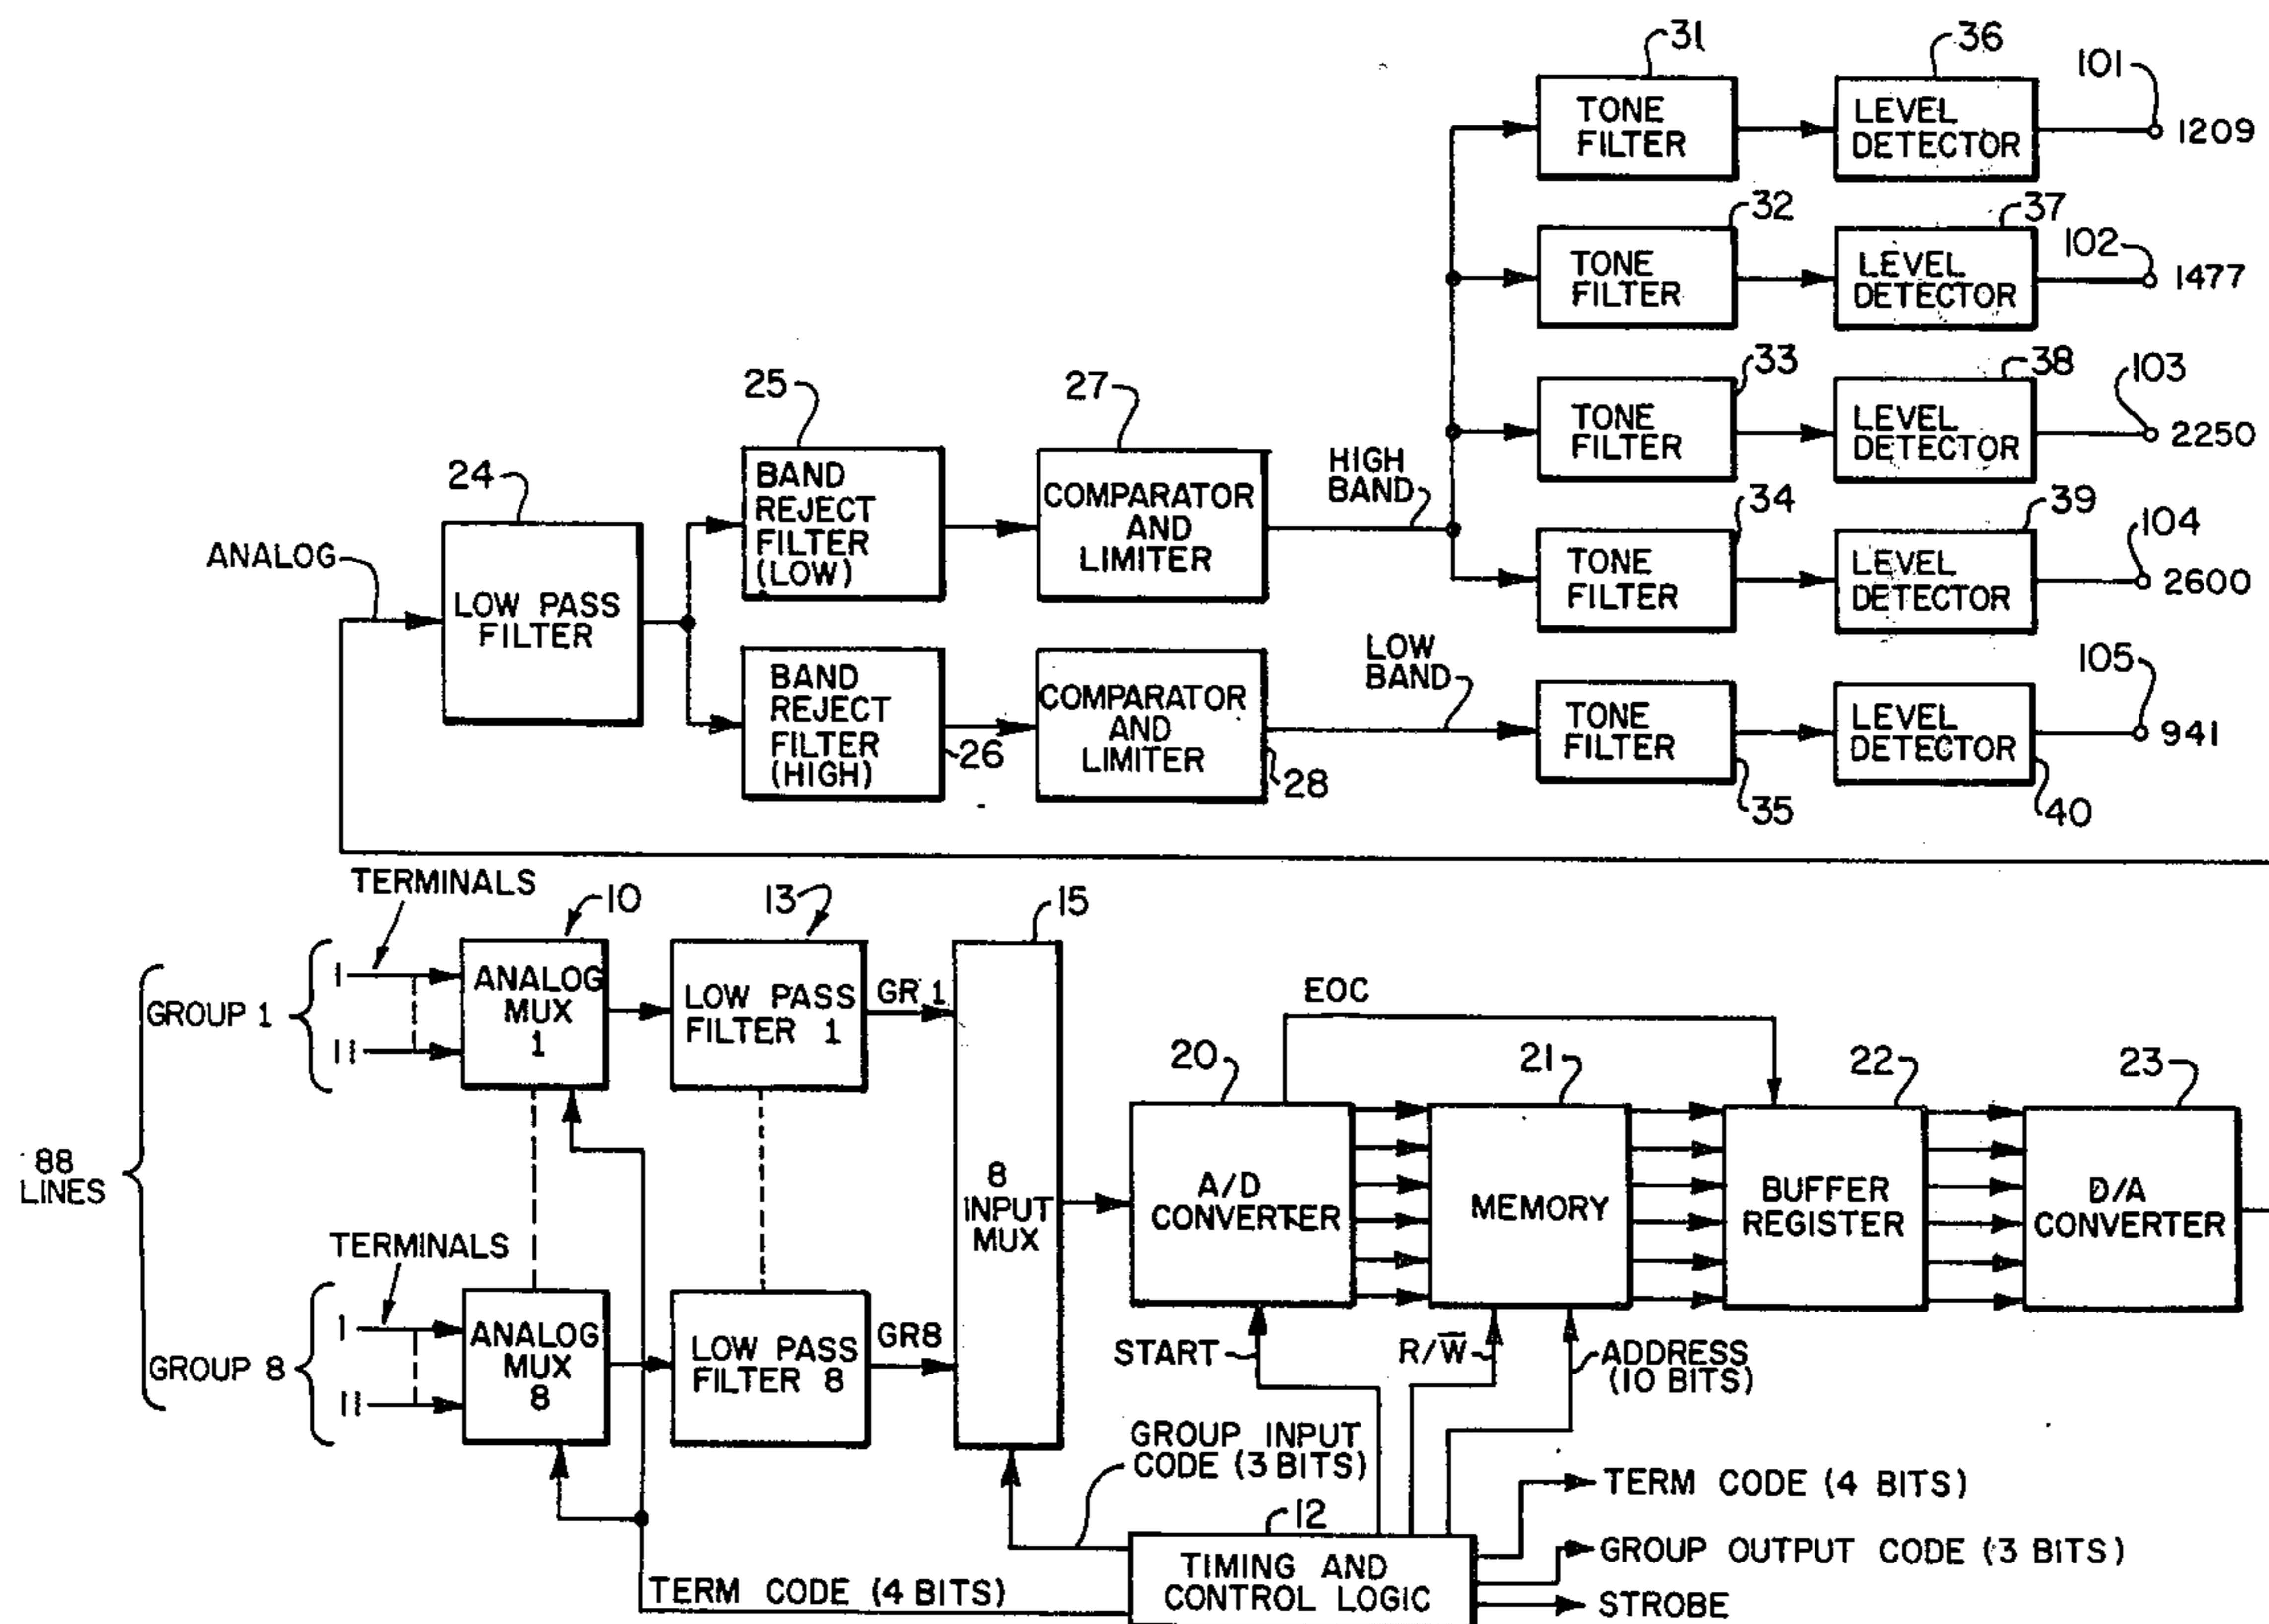 31
36
101
TONE
FILTER
LEVEL
DETECTOR
1209
32
37
102
TONE
FILTER
LEVEL
DETECTOR
1477
25
27
33
38
103
TONE
FILTER
LEVEL
DETECTOR
2250
24
BAND
REJECT
FILTER
(LOW)
COMPARATOR
AND
LIMITER
HIGH
BAND
34
39
104
ANALOG
TONE
FILTER
LEVEL
DETECTOR
2600
LOW PASS
FILTER
BAND
REJECT
FILTER
(HIGH)
26
COMPARATOR
AND
LIMITER
28
LOW
BAND
105
TONE
FILTER
35
LEVEL
DETECTOR
40
941
TERMINALS
10
13
15
GROUP 1
1
11
ANALOG
MUX
1
LOW PASS
FILTER 1
GR 1
EOC
20
21
22
23
88
LINES
8
INPUT
MUX
A/D
CONVERTER
MEMORY
BUFFER
REGISTER
D/A
CONVERTER
TERMINALS
GROUP 8
1
11
ANALOG
MUX
8
LOW PASS
FILTER 8
GR8
START
R/W̅
ADDRESS
(10 BITS)
GROUP INPUT
CODE (3 BITS)
12
TERM CODE (4 BITS)
TIMING AND
CONTROL LOGIC
TERM CODE (4 BITS)
GROUP OUTPUT CODE (3 BITS)
STROBE